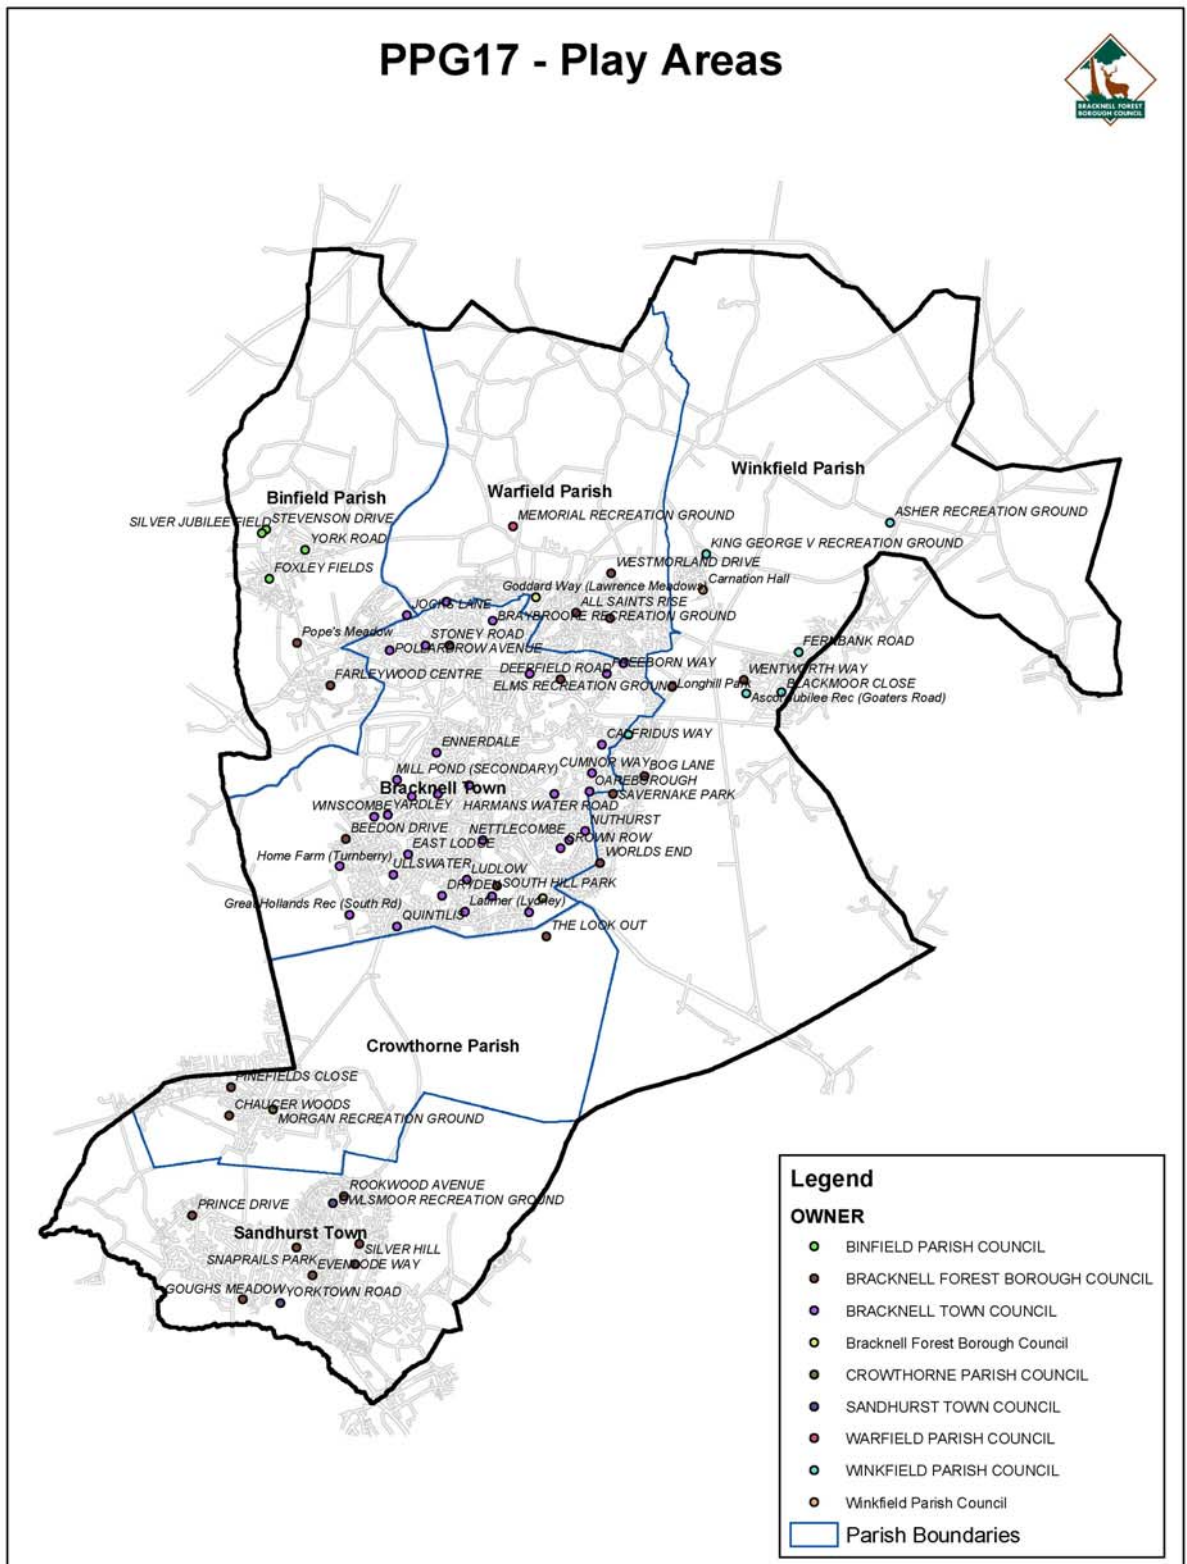 PPG17 - Play Areas
BRACKNELL FOREST
BOROUGH COUNCIL
Winkfield Parish
Binfield Parish
Warfield Parish
ASHER RECREATION GROUND
MEMORIAL RECREATION GROUND
SILVER JUBILEE FIELD
STEVENSON DRIVE
YORK ROAD
KING GEORGE V RECREATION GROUND
WESTMORLAND DRIVE
FOXLEY FIELDS
Carnation Hall
Goddard Way (Lawrence Meadows)
JOCKS LANE
ALL SAINTS RISE
BRAYBROOKE RECREATION GROUND
Pope's Meadow
STONEY ROAD
FERNBANK ROAD
POLLARDROW AVENUE
FREEBORN WAY
DEERFIELD ROAD
WENTWORTH WAY
FARLEYWOOD CENTRE
ELMS RECREATION GROUND
Longhill Park
BLACKMOOR CLOSE
Ascot Jubilee Rec (Goaters Road)
CALFRIDUS WAY
ENNERDALE
MILL POND (SECONDARY)
CUMNOR WAY
BOG LANE
OAREBOROUGH
Bracknell Town
SAVERNAKE PARK
WINSCOMBE
YARDLEY
HARMANS WATER ROAD
NUTHURST
BEEDON DRIVE
NETTLECOMBE
CROWN ROW
EAST LODGE
WORLDS END
Home Farm (Turnberry)
ULLSWATER
LUDLOW
DRYDEN
SOUTH HILL PARK
Great Hollands Rec (South Rd)
Latimer (Lydney)
QUINTILIS
THE LOOK OUT
Crowthorne Parish
PINEFIELDS CLOSE
CHAUCER WOODS
MORGAN RECREATION GROUND
ROOKWOOD AVENUE
OWLSMOOR RECREATION GROUND
PRINCE DRIVE
Sandhurst Town
SILVER HILL
SNAPRAILS PARK
EVENLODE WAY
GOUGHS MEADOW
YORKTOWN ROAD
Legend
OWNER
BINFIELD PARISH COUNCIL
BRACKNELL FOREST BOROUGH COUNCIL
BRACKNELL TOWN COUNCIL
Bracknell Forest Borough Council
CROWTHORNE PARISH COUNCIL
SANDHURST TOWN COUNCIL
WARFIELD PARISH COUNCIL
WINKFIELD PARISH COUNCIL
Winkfield Parish Council
Parish Boundaries